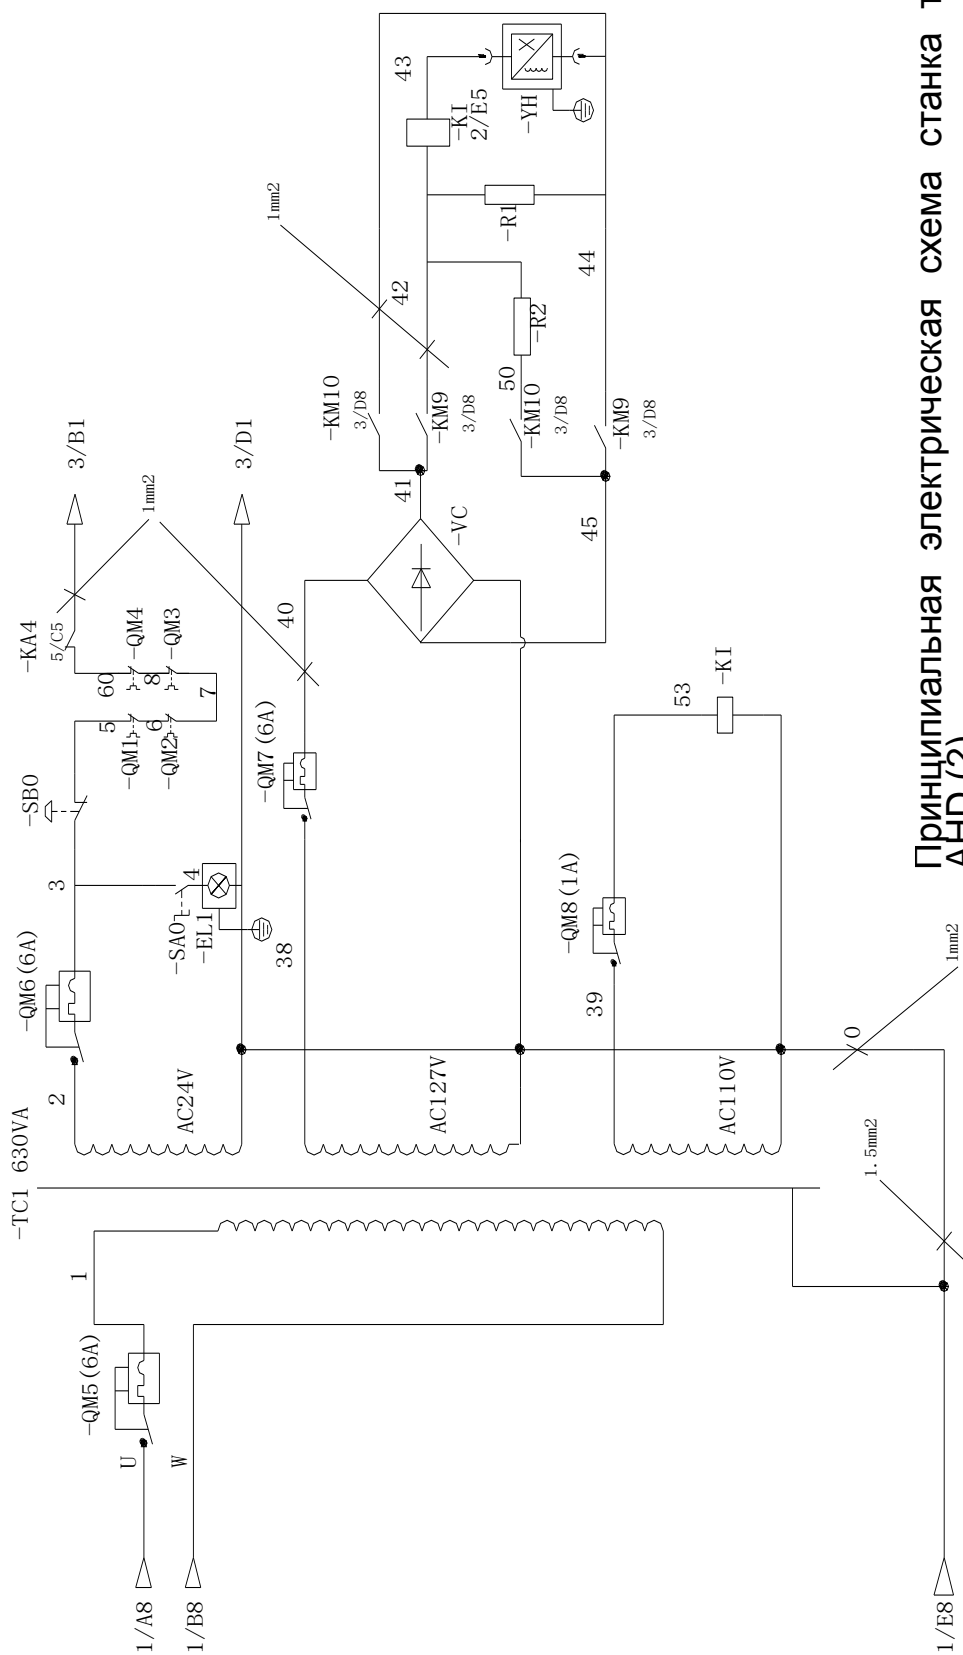 -TC1 630VA
1/A8
U
-QM5(6A)
1
1/B8
W
2
-QM6(6A)
3
-SB0
-KA4
5/C5
3/B1
AC24V
-SA0
4
-EL1
5
-QM1
6
-QM2
60
-QM4
8
-QM3
7
1mm2
3/D1
38
-QM7(6A)
40
AC127V
-VC
41
45
-KM10
3/D8
-KM9
3/D8
50
-KM10
3/D8
-KM9
3/D8
42
1mm2
-R2
-R1
44
43
-KI
2/E5
-YH
X
39
-QM8(1A)
53
-KI
AC110V
0
1mm2
1.5mm2
1/E8
Принципиальная электрическая схема станка т
AHD (2)